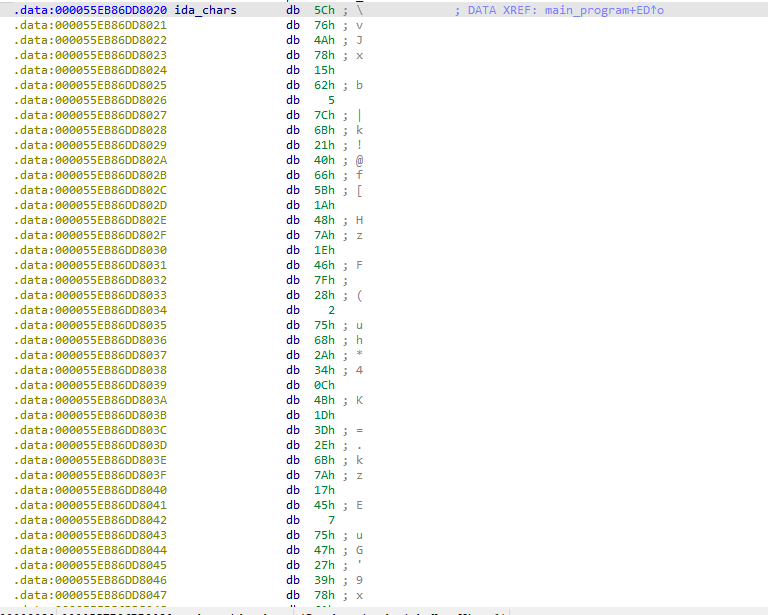 .data:000055EB86DD8020 ida_chars db 5Ch ; \ ; DATA XREF: main_program+ED↑o
.data:000055EB86DD8021 db 76h ; v
.data:000055EB86DD8022 db 4Ah ; J
.data:000055EB86DD8023 db 78h ; x
.data:000055EB86DD8024 db 15h
.data:000055EB86DD8025 db 62h ; b
.data:000055EB86DD8026 db 5
.data:000055EB86DD8027 db 7Ch ; |
.data:000055EB86DD8028 db 6Bh ; k
.data:000055EB86DD8029 db 21h ; !
.data:000055EB86DD802A db 40h ; @
.data:000055EB86DD802B db 66h ; f
.data:000055EB86DD802C db 5Bh ; [
.data:000055EB86DD802D db 1Ah
.data:000055EB86DD802E db 48h ; H
.data:000055EB86DD802F db 7Ah ; z
.data:000055EB86DD8030 db 1Eh
.data:000055EB86DD8031 db 46h ; F
.data:000055EB86DD8032 db 7Fh ;
.data:000055EB86DD8033 db 28h ; (
.data:000055EB86DD8034 db 2
.data:000055EB86DD8035 db 75h ; u
.data:000055EB86DD8036 db 68h ; h
.data:000055EB86DD8037 db 2Ah ; *
.data:000055EB86DD8038 db 34h ; 4
.data:000055EB86DD8039 db 0Ch
.data:000055EB86DD803A db 4Bh ; K
.data:000055EB86DD803B db 1Dh
.data:000055EB86DD803C db 3Dh ; =
.data:000055EB86DD803D db 2Eh ; .
.data:000055EB86DD803E db 6Bh ; k
.data:000055EB86DD803F db 7Ah ; z
.data:000055EB86DD8040 db 17h
.data:000055EB86DD8041 db 45h ; E
.data:000055EB86DD8042 db 7
.data:000055EB86DD8043 db 75h ; u
.data:000055EB86DD8044 db 47h ; G
.data:000055EB86DD8045 db 27h ; '
.data:000055EB86DD8046 db 39h ; 9
.data:000055EB86DD8047 db 78h ; x